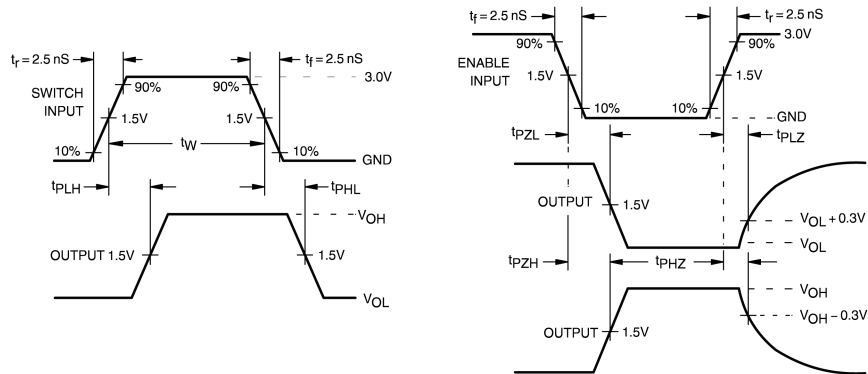 tr = 2.5 nS
tf = 2.5 nS
90%
90%
3.0V
SWITCH
INPUT
1.5V
1.5V
tW
10%
10%
GND
tPLH
tPHL
VOH
OUTPUT
1.5V
1.5V
VOL
tf = 2.5 nS
tr = 2.5 nS
90%
90%
3.0V
ENABLE
INPUT
1.5V
1.5V
10%
10%
GND
tPZL
tPLZ
OUTPUT
1.5V
VOL + 0.3V
VOL
tPZH
tPHZ
VOH
VOH – 0.3V
OUTPUT
1.5V